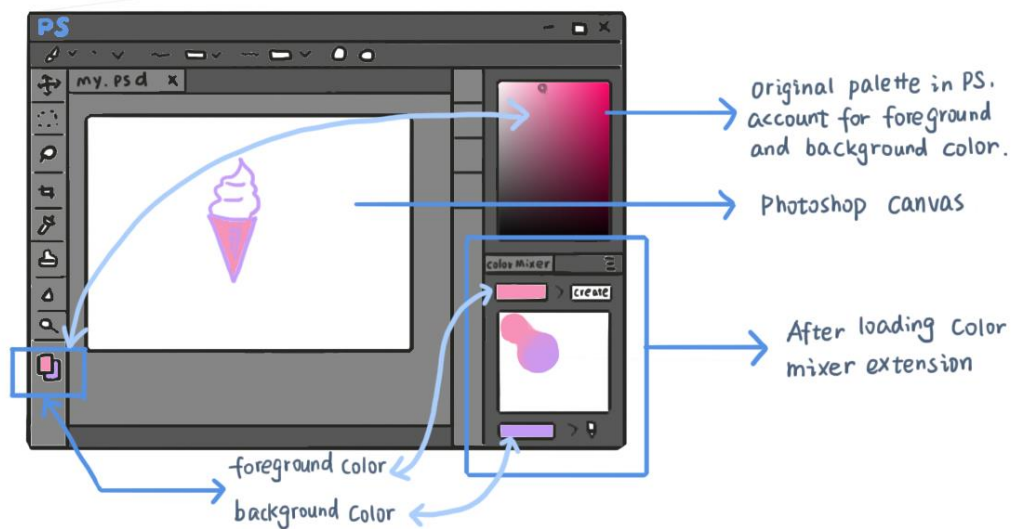 PS
my.psd x
original palette in PS.
account for foreground
and background color.
Photoshop canvas
color Mixer
create
After loading Color
mixer extension
foreground color
background color